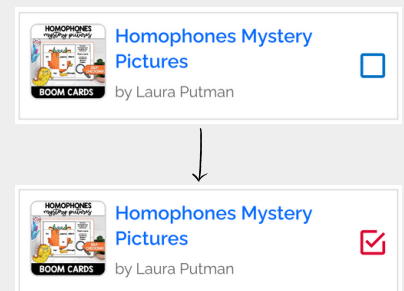 HOMOPHONES
mystery pictures
BOOM CARDS
Homophones Mystery
Pictures
by Laura Putman
HOMOPHONES
mystery pictures
BOOM CARDS
Homophones Mystery
Pictures
by Laura Putman